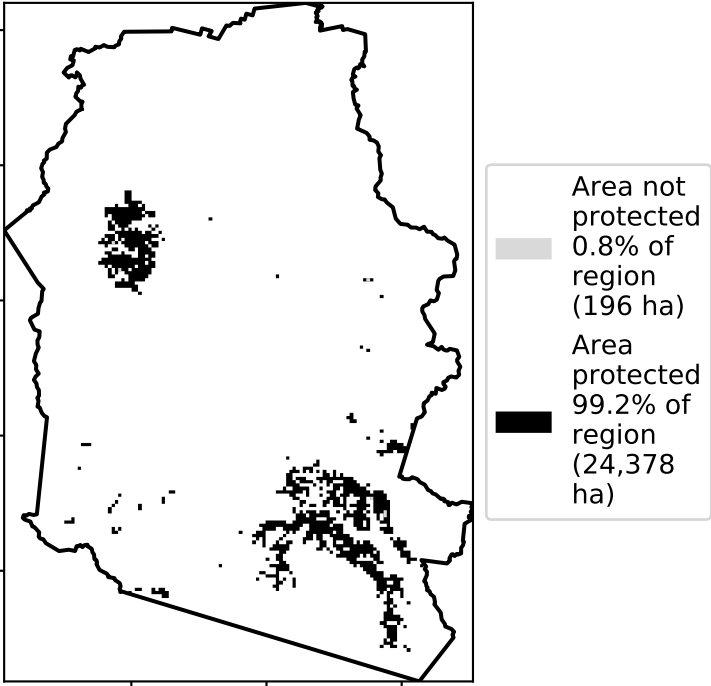 Area not
protected
0.8% of
region
(196 ha)
Area
protected
99.2% of
region
(24,378
ha)